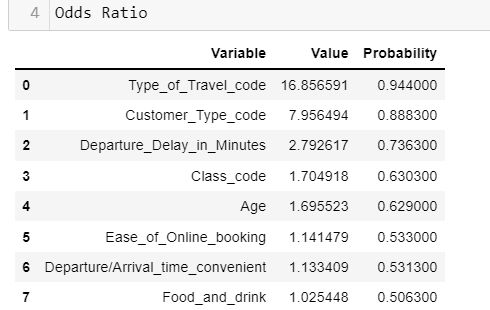 4 Odds Ratio
Variable Value Probability
0 Type_of_Travel_code 16.856591 0.944000
1 Customer_Type_code 7.956494 0.888300
2 Departure_Delay_in_Minutes 2.792617 0.736300
3 Class_code 1.704918 0.630300
4 Age 1.695523 0.629000
5 Ease_of_Online_booking 1.141479 0.533000
6 Departure/Arrival_time_convenient 1.133409 0.531300
7 Food_and_drink 1.025448 0.506300